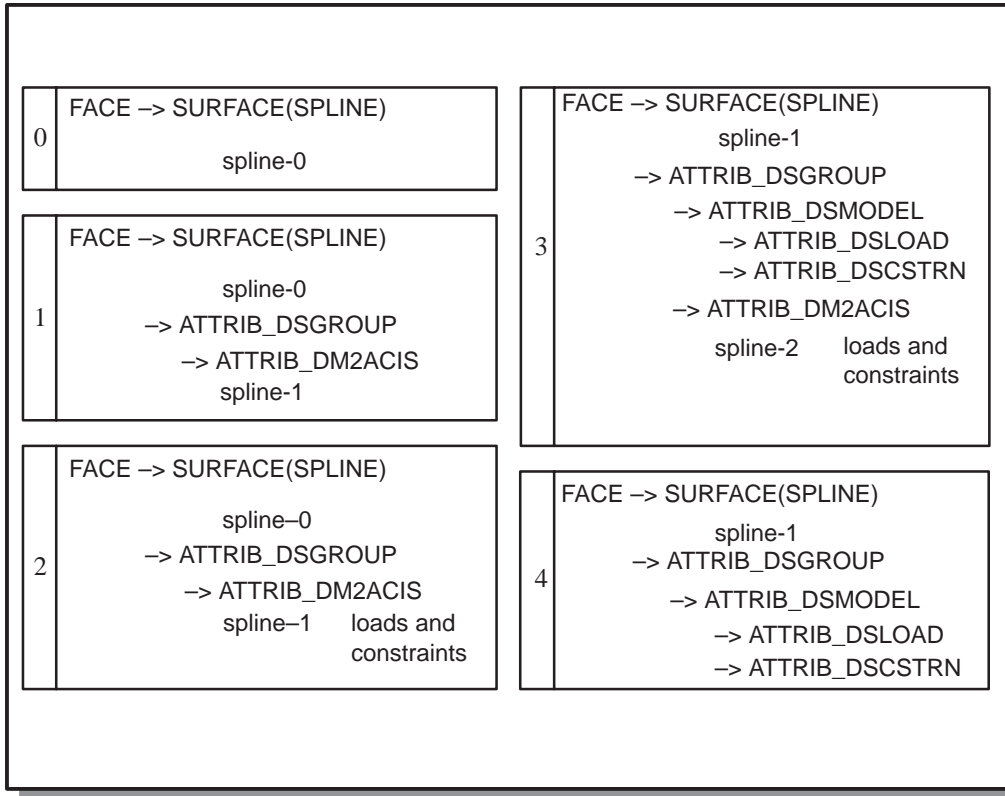 0
FACE –> SURFACE(SPLINE)
spline-0
1
FACE –> SURFACE(SPLINE)
spline-0
–> ATTRIB_DSGROUP
–> ATTRIB_DM2ACIS
spline-1
2
FACE –> SURFACE(SPLINE)
spline–0
–> ATTRIB_DSGROUP
–> ATTRIB_DM2ACIS
spline–1 loads and
constraints
3
FACE –> SURFACE(SPLINE)
spline-1
–> ATTRIB_DSGROUP
–> ATTRIB_DSMODEL
–> ATTRIB_DSLOAD
–> ATTRIB_DSCSTRN
–> ATTRIB_DM2ACIS
spline-2 loads and
constraints
4
FACE –> SURFACE(SPLINE)
spline-1
–> ATTRIB_DSGROUP
–> ATTRIB_DSMODEL
–> ATTRIB_DSLOAD
–> ATTRIB_DSCSTRN